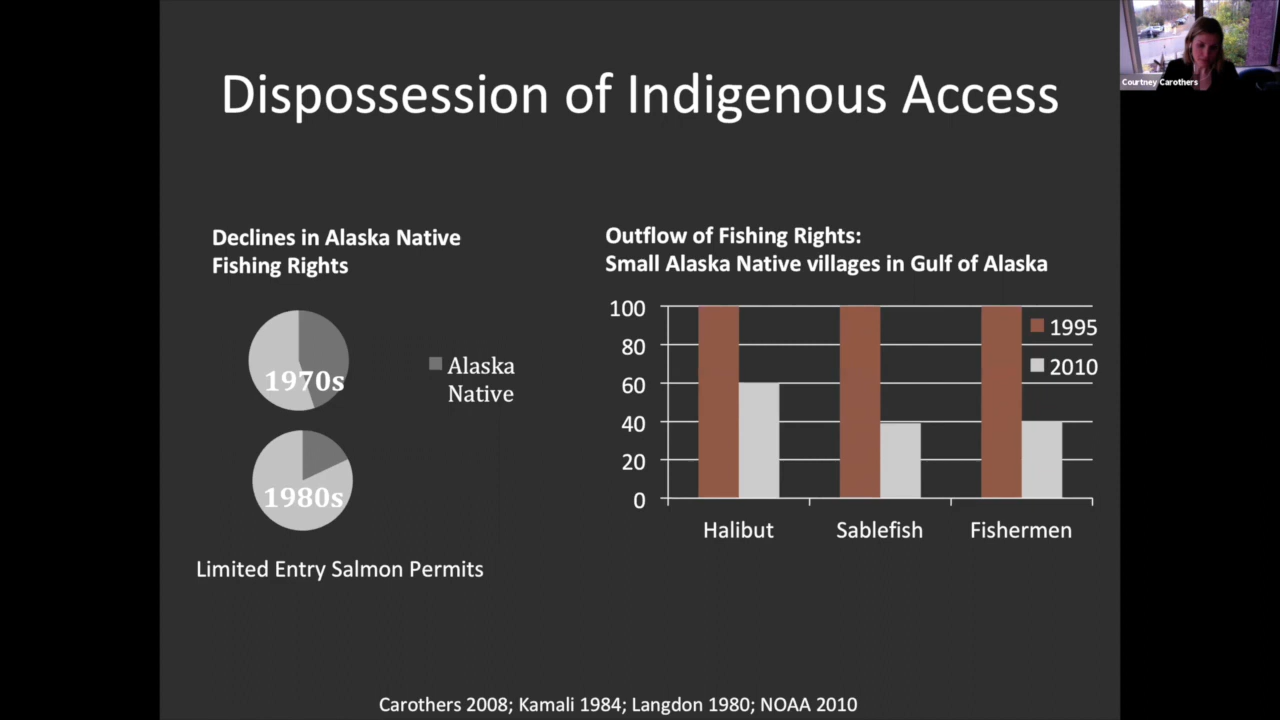 Dispossession of Indigenous Access
Courtney Carothers
Declines in Alaska Native
Fishing Rights
1970s
Alaska
Native
1980s
Limited Entry Salmon Permits
Outflow of Fishing Rights:
Small Alaska Native villages in Gulf of Alaska
100
80
60
40
20
0
1995
2010
Halibut
Sablefish
Fishermen
Carothers 2008; Kamali 1984; Langdon 1980; NOAA 2010